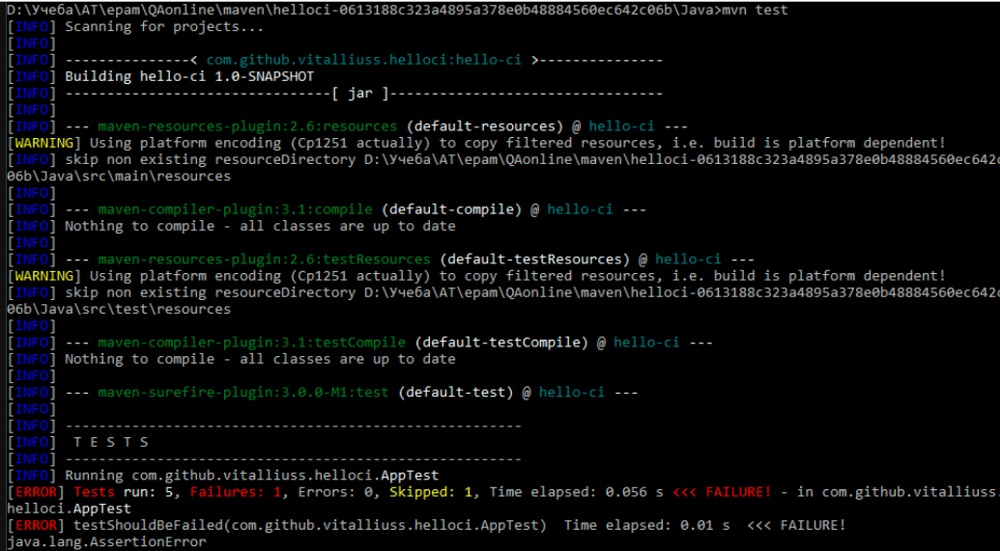 D:\Учеба\AT\epam\QAonline\maven\helloci-0613188c323a4895a378e0b48884560ec642c06b\Java>mvn test
[INFO] Scanning for projects...
[INFO]
[INFO] ---------------< com.github.vitalliuss.helloci:hello-ci >---------------
[INFO] Building hello-ci 1.0-SNAPSHOT
[INFO] --------------------------------[ jar ]---------------------------------
[INFO]
[INFO] --- maven-resources-plugin:2.6:resources (default-resources) @ hello-ci ---
[WARNING] Using platform encoding (Cp1251 actually) to copy filtered resources, i.e. build is platform dependent!
[INFO] skip non existing resourceDirectory D:\Учеба\AT\epam\QAonline\maven\helloci-0613188c323a4895a378e0b48884560ec642c
06b\Java\src\main\resources
[INFO]
[INFO] --- maven-compiler-plugin:3.1:compile (default-compile) @ hello-ci ---
[INFO] Nothing to compile - all classes are up to date
[INFO]
[INFO] --- maven-resources-plugin:2.6:testResources (default-testResources) @ hello-ci ---
[WARNING] Using platform encoding (Cp1251 actually) to copy filtered resources, i.e. build is platform dependent!
[INFO] skip non existing resourceDirectory D:\Учеба\AT\epam\QAonline\maven\helloci-0613188c323a4895a378e0b48884560ec642c
06b\Java\src\test\resources
[INFO]
[INFO] --- maven-compiler-plugin:3.1:testCompile (default-testCompile) @ hello-ci ---
[INFO] Nothing to compile - all classes are up to date
[INFO]
[INFO] --- maven-surefire-plugin:3.0.0-M1:test (default-test) @ hello-ci ---
[INFO]
[INFO] -------------------------------------------------------
[INFO]  T E S T S
[INFO] -------------------------------------------------------
[INFO] Running com.github.vitalliuss.helloci.AppTest
[ERROR] Tests run: 5, Failures: 1, Errors: 0, Skipped: 1, Time elapsed: 0.056 s <<< FAILURE! - in com.github.vitalliuss.
helloci.AppTest
[ERROR] testShouldBeFailed(com.github.vitalliuss.helloci.AppTest)  Time elapsed: 0.01 s  <<< FAILURE!
java.lang.AssertionError